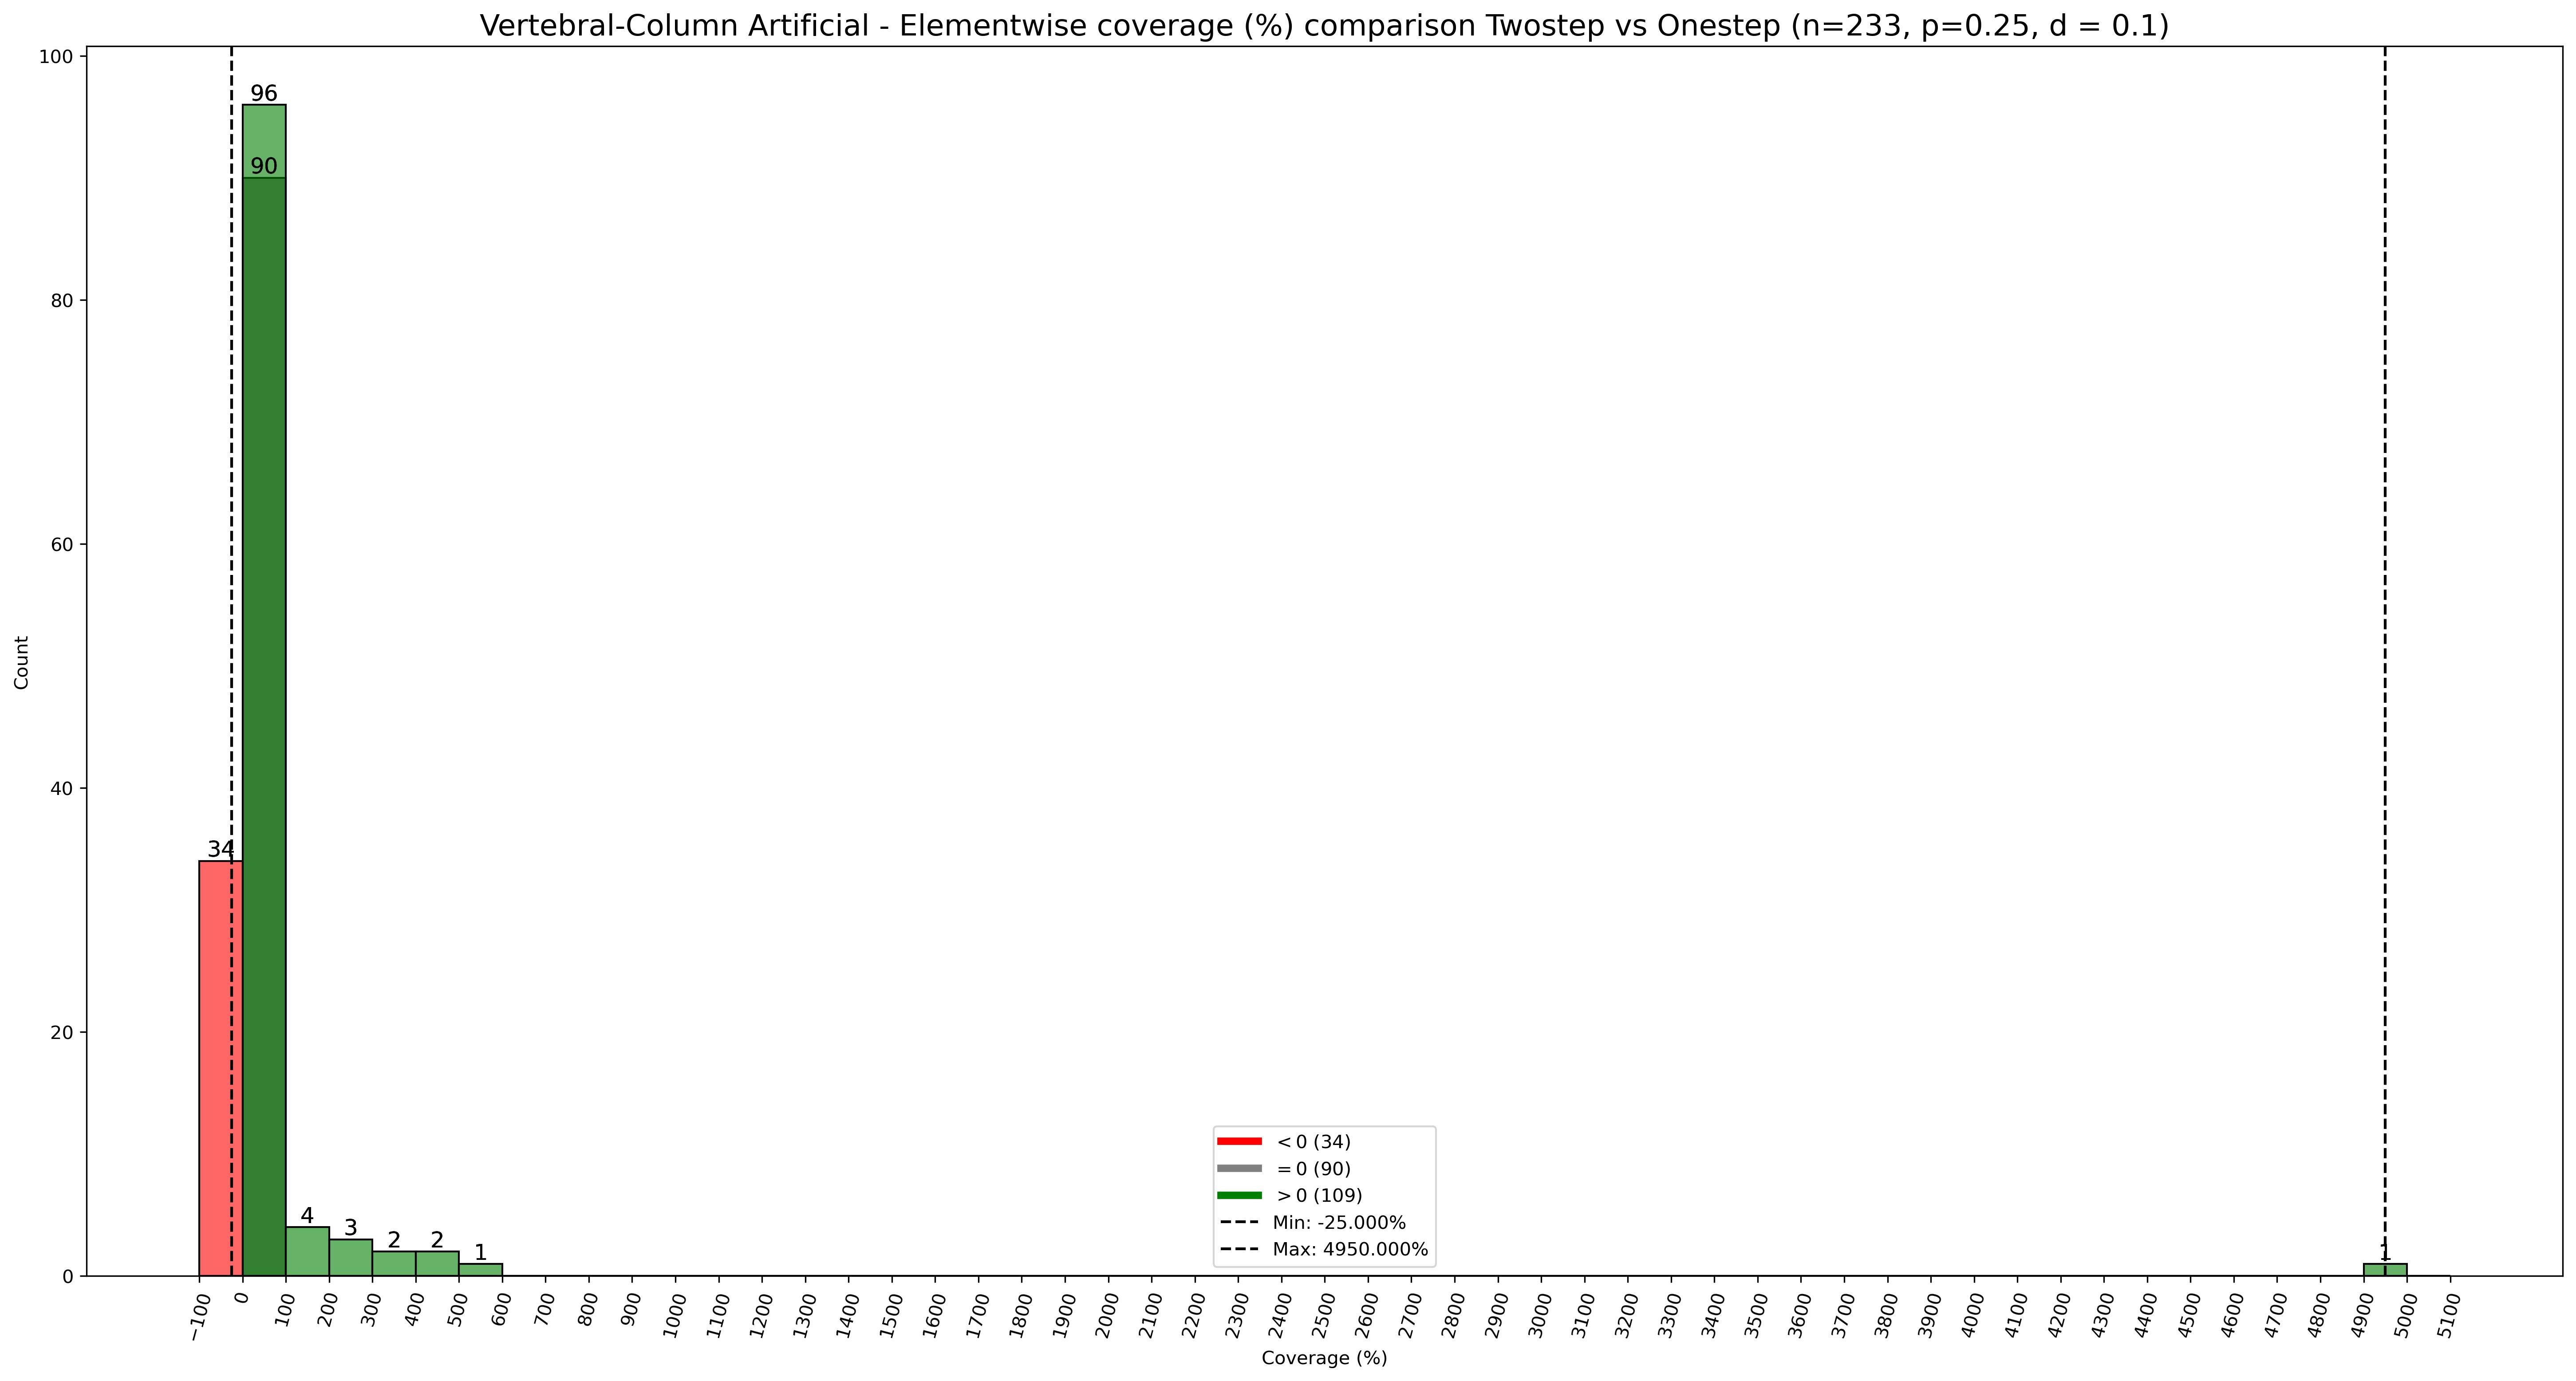 Vertebral-Column Artificial - Elementwise coverage (%) comparison Twostep vs Onestep (n=233, p=0.25, d = 0.1)
100
80
60
40
20
0
Count
96
90
34
4
3
2
2
1
1
< 0 (34)
= 0 (90)
> 0 (109)
Min: -25.000%
Max: 4950.000%
−100 0 100 200 300 400 500 600 700 800 900 1000 1100 1200 1300 1400 1500 1600 1700 1800 1900 2000 2100 2200 2300 2400 2500 2600 2700 2800 2900 3000 3100 3200 3300 3400 3500 3600 3700 3800 3900 4000 4100 4200 4300 4400 4500 4600 4700 4800 4900 5000 5100
Coverage (%)